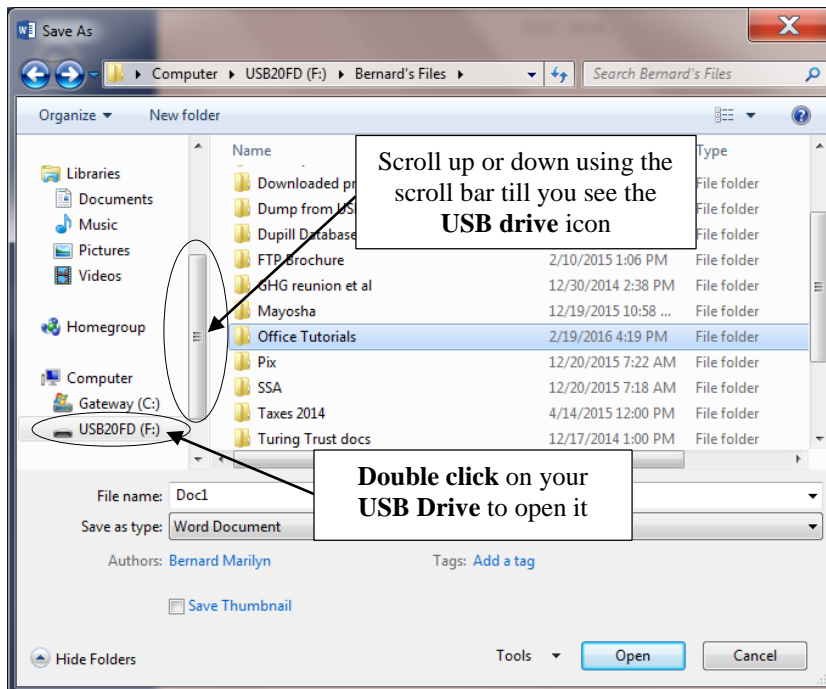 Save As
Computer ▸ USB20FD (F:) ▸ Bernard's Files ▸
Search Bernard's Files
Organize
New folder
Libraries
Documents
Music
Pictures
Videos
Homegroup
Computer
Gateway (C:)
USB20FD (F:)
Name
Type
Downloaded
File folder
Dump from
File folder
Dupill Database
File folder
FTP Brochure 2/10/2015 1:06 PM File folder
GHG reunion et al 12/30/2014 2:38 PM File folder
Mayosha 12/19/2015 10:58 ... File folder
Office Tutorials 2/19/2016 4:19 PM File folder
Pix 12/20/2015 7:22 AM File folder
SSA 12/20/2015 7:18 AM File folder
Taxes 2014 4/14/2015 12:00 PM File folder
Turing Trust docs 12/17/2014 1:00 PM File folder
Scroll up or down using the
scroll bar till you see the
USB drive icon
Double click on your
USB Drive to open it
File name: Doc1
Save as type: Word Document
Authors: Bernard Marilyn
Tags: Add a tag
Save Thumbnail
Hide Folders
Tools
Open
Cancel